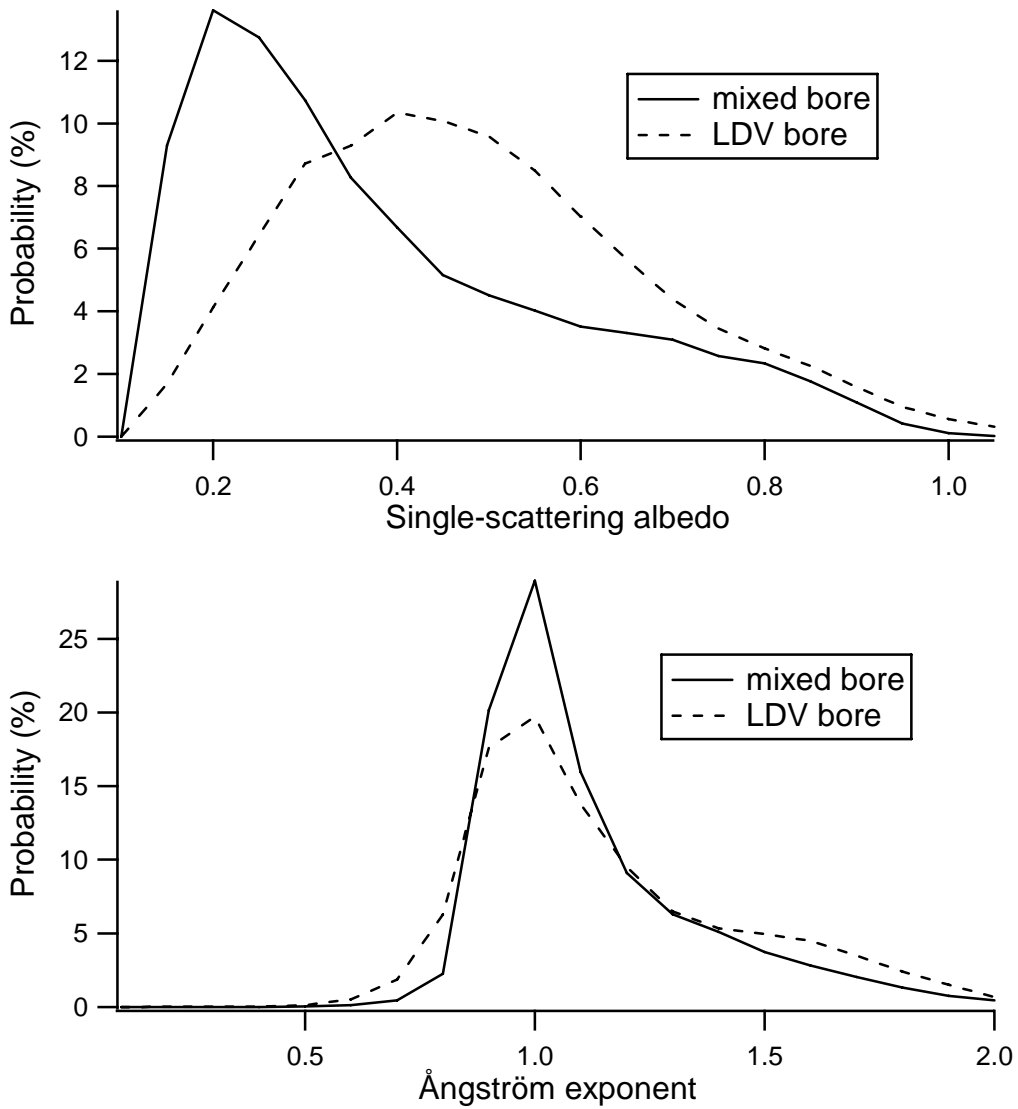 Probability (%)
12
10
8
6
4
2
0
mixed bore
LDV bore
0.2 0.4 0.6 0.8 1.0
Single-scattering albedo
Probability (%)
25
20
15
10
5
0
mixed bore
LDV bore
0.5 1.0 1.5 2.0
Ångström exponent